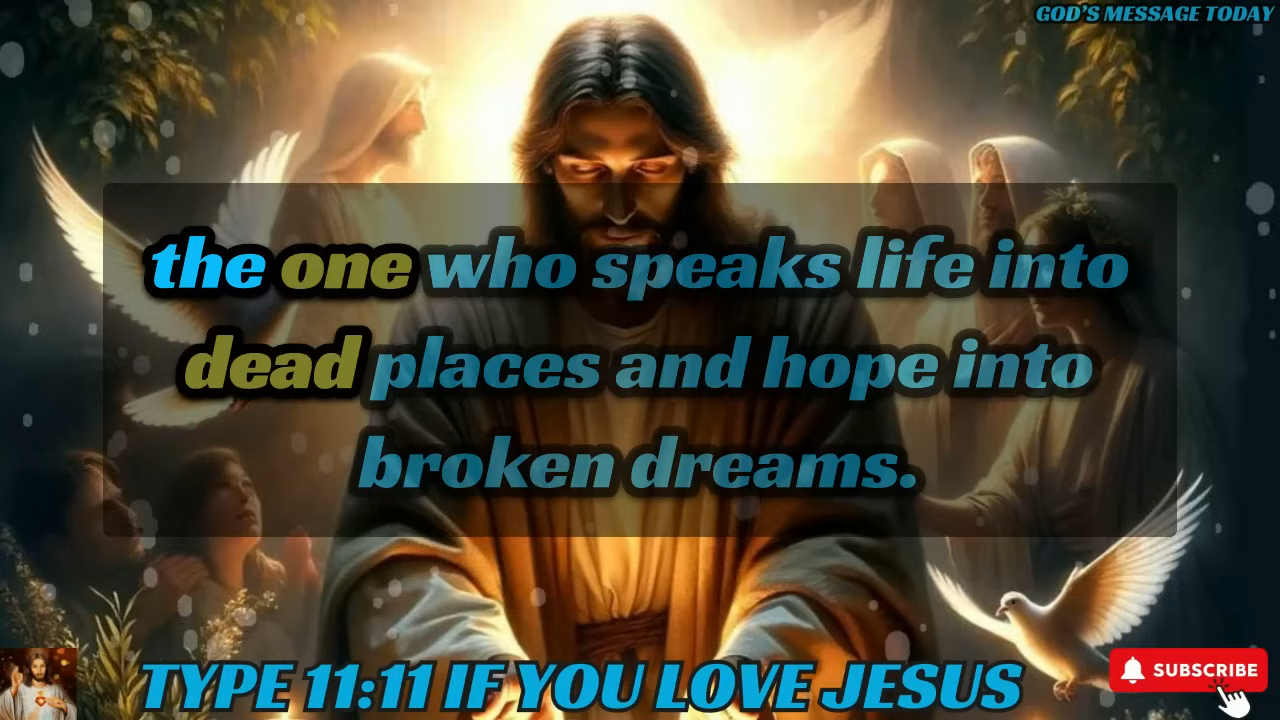 GOD'S MESSAGE TODAY
the one who speaks life into
dead places and hope into
broken dreams.
TYPE 11:11 IF YOU LOVE JESUS
SUBSCRIBE